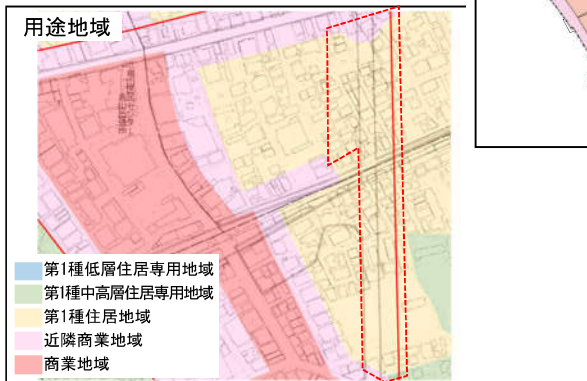 用途地域
第1種低層住居専用地域
第1種中高層住居専用地域
第1種住居地域
近隣商業地域
商業地域